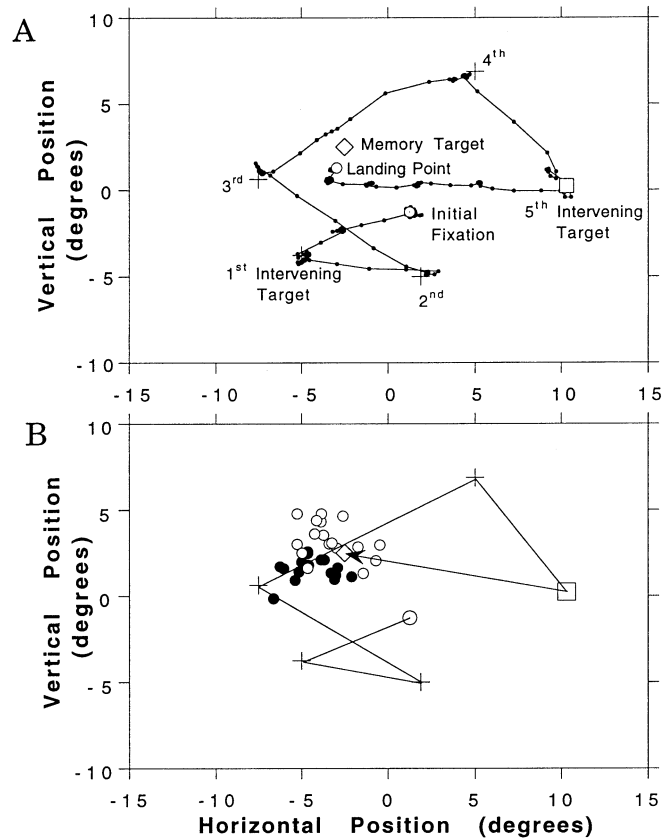 A
10
5
0
-5
-10
Vertical Position
(degrees)
4th
Memory Target
Landing Point
3rd
Initial
Fixation
5th Intervening
Target
1st Intervening
Target
2nd
-15 -10 -5 0 5 10 15
B
10
5
0
-5
-10
Vertical Position
(degrees)
-15 -10 -5 0 5 10 15
Horizontal Position (degrees)